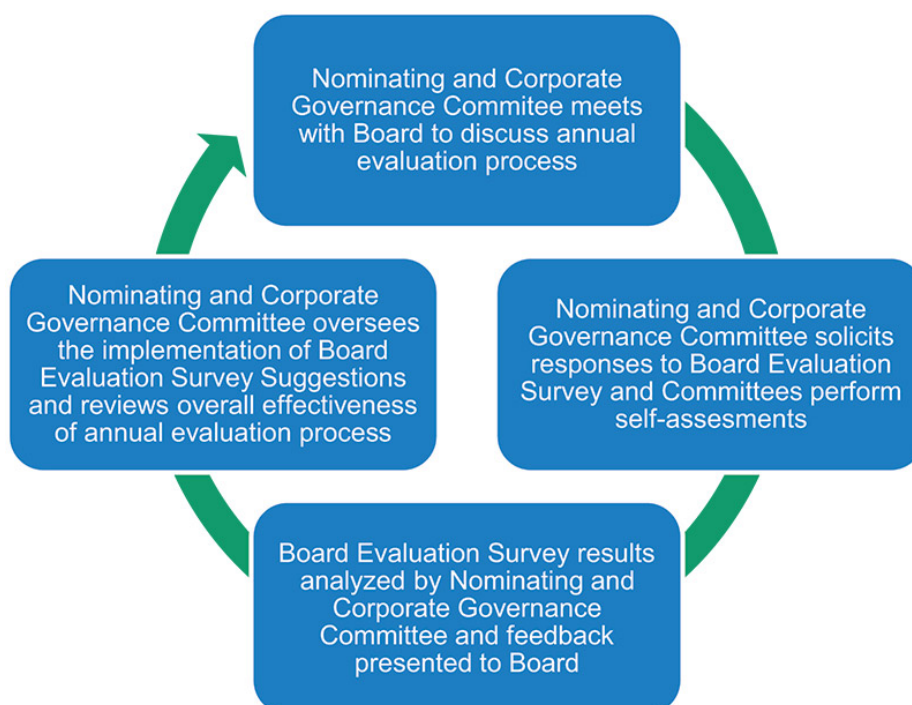 Nominating and Corporate
Governance Commitee meets
with Board to discuss annual
evaluation process
Nominating and Corporate
Governance Committee solicits
responses to Board Evaluation
Survey and Committees perform
self-assesments
Board Evaluation Survey results
analyzed by Nominating and
Corporate Governance
Committee and feedback
presented to Board
Nominating and Corporate
Governance Committee oversees
the implementation of Board
Evaluation Survey Suggestions
and reviews overall effectiveness
of annual evaluation process